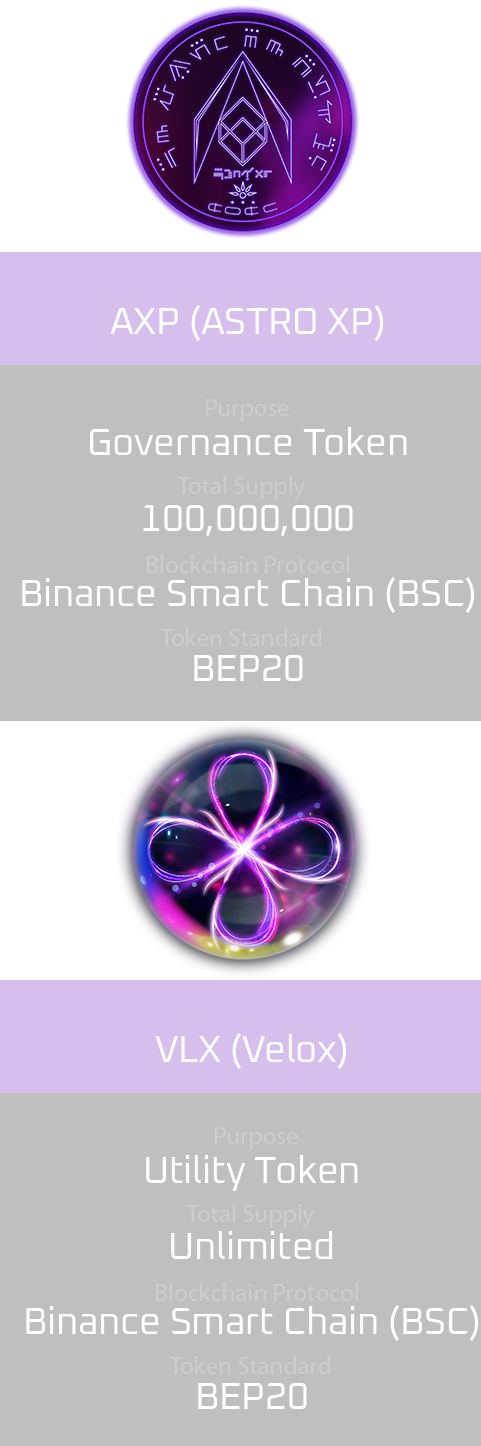 AXP (ASTRO XP)
Purpose
Governance Token
Total Supply
100,000,000
Blockchain Protocol
Binance Smart Chain (BSC)
Token Standard
BEP20
VLX (Velox)
Purpose
Utility Token
Total Supply
Unlimited
Blockchain Protocol
Binance Smart Chain (BSC)
Token Standard
BEP20